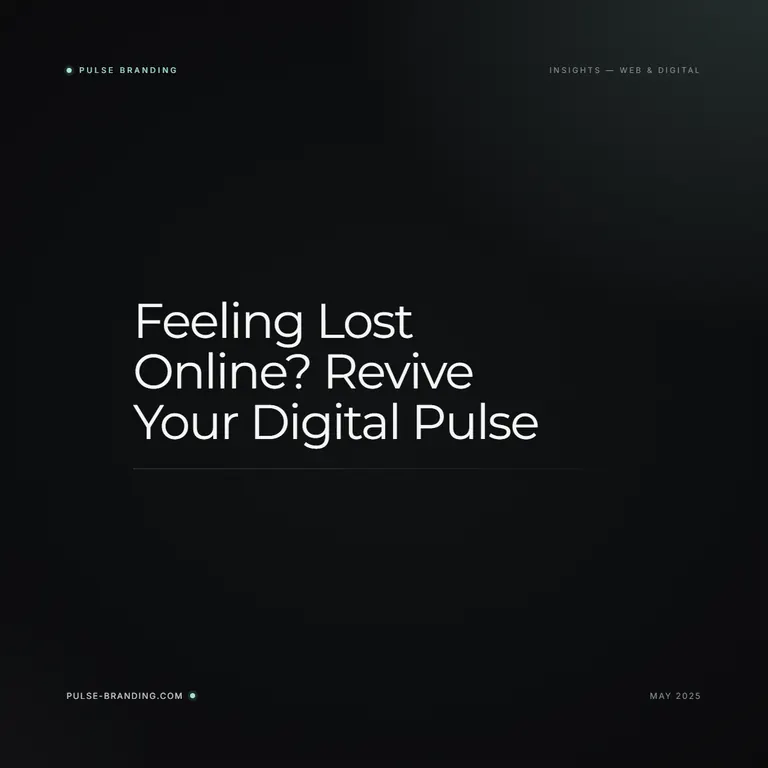 PULSE BRANDING
INSIGHTS — WEB & DIGITAL
Feeling Lost
Online? Revive
Your Digital Pulse
PULSE-BRANDING.COM
MAY 2025